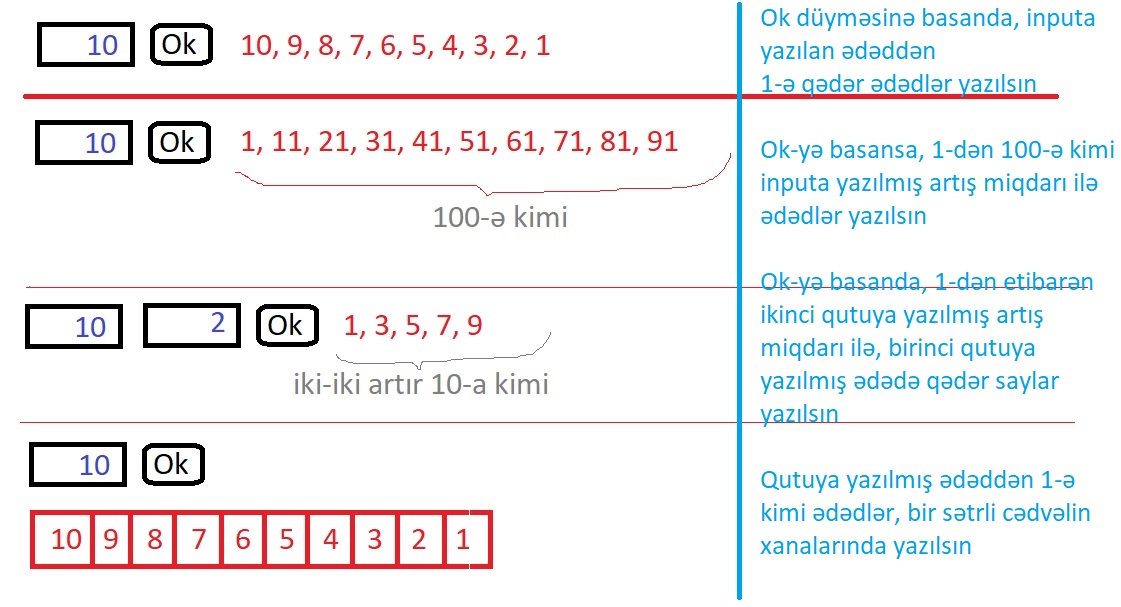 10 Ok 10, 9, 8, 7, 6, 5, 4, 3, 2, 1
Ok düyməsinə basanda, inputa
yazılan ədəddən
1-ə qədər ədədlər yazılsın
10 Ok 1, 11, 21, 31, 41, 51, 61, 71, 81, 91
100-ə kimi
Ok-yə basansa, 1-dən 100-ə kimi
inputa yazılmış artış miqdarı ilə
ədədlər yazılsın
10 2 Ok 1, 3, 5, 7, 9
iki-iki artır 10-a kimi
Ok-yə basanda, 1-dən etibarən
ikinci qutuya yazılmış artış
miqdarı ilə, birinci qutuya
yazılmış ədədə qədər saylar
yazılsın
10 Ok
10 9 8 7 6 5 4 3 2 1
Qutuya yazılmış ədəddən 1-ə
kimi ədədlər, bir sətrli cədvəlin
xanalarında yazılsın